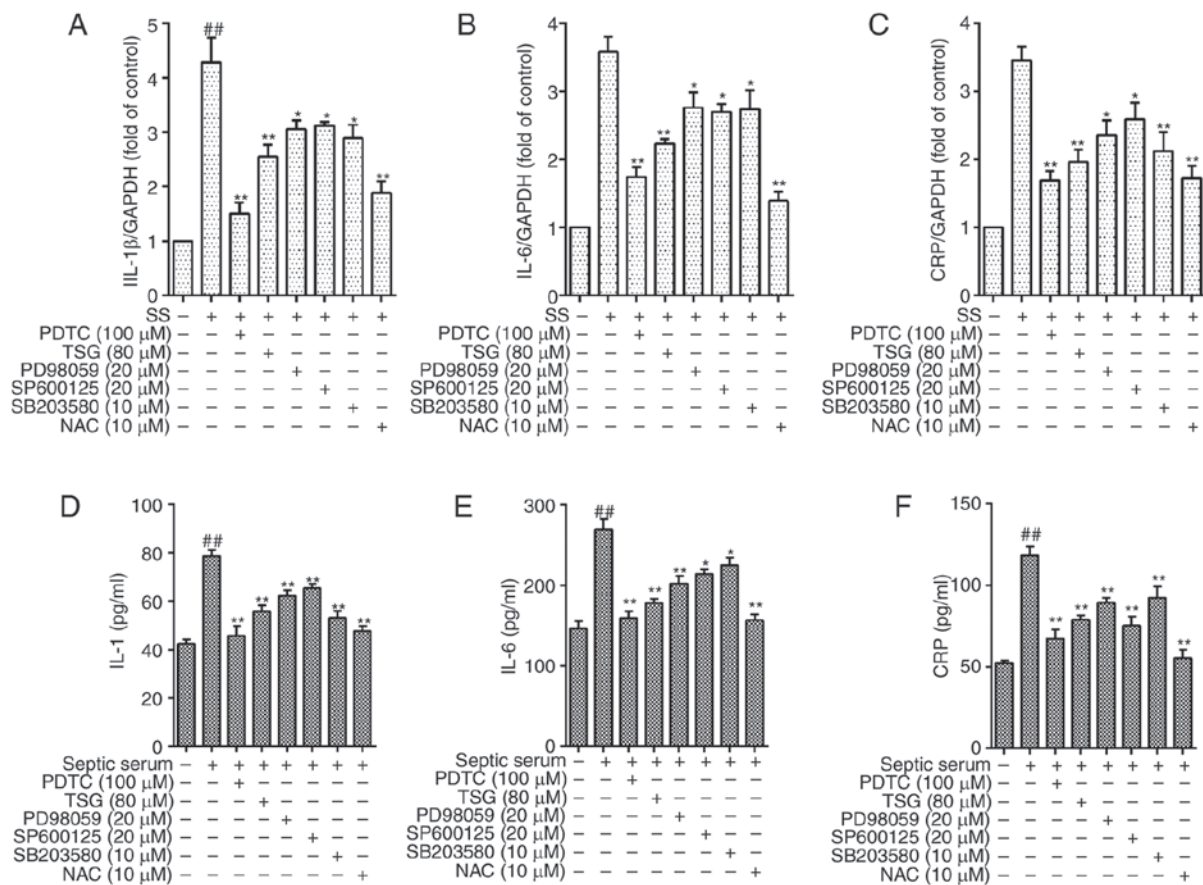 A
IIL-1β/GAPDH (fold of control)
5
4
3
2
1
0
## ** ** * * * **
SS – + + + + + + +
PDTC (100 μM) – – + – – – – –
TSG (80 μM) – – – + – – – –
PD98059 (20 μM) – – – – + – – –
SP600125 (20 μM) – – – – – + – –
SB203580 (10 μM) – – – – – – + –
NAC (10 μM) – – – – – – – +
B
IL-6/GAPDH (fold of control)
4
3
2
1
0
** ** * * * **
SS – + + + + + + +
PDTC (100 μM) – – + – – – – –
TSG (80 μM) – – – + – – – –
PD98059 (20 μM) – – – – + – – –
SP600125 (20 μM) – – – – – + – –
SB203580 (10 μM) – – – – – – + –
NAC (10 μM) – – – – – – – +
C
CRP/GAPDH (fold of control)
4
3
2
1
0
** ** * * ** **
SS – + + + + + + +
PDTC (100 μM) – – + – – – – –
TSG (80 μM) – – – + – – – –
PD98059 (20 μM) – – – – + – – –
SP600125 (20 μM) – – – – – + – –
SB203580 (10 μM) – – – – – – + –
NAC (10 μM) – – – – – – – +
D
IL-1 (pg/ml)
100
80
60
40
20
0
## ** ** ** ** ** **
Septic serum – + + + + + + +
PDTC (100 μM) – – + – – – – –
TSG (80 μM) – – – + – – – –
PD98059 (20 μM) – – – – + – – –
SP600125 (20 μM) – – – – – + – –
SB203580 (10 μM) – – – – – – + –
NAC (10 μM) – – – – – – – +
E
IL-6 (pg/ml)
300
200
100
0
## ** ** ** * * **
Septic serum – + + + + + + +
PDTC (100 μM) – – + – – – – –
TSG (80 μM) – – – + – – – –
PD98059 (20 μM) – – – – + – – –
SP600125 (20 μM) – – – – – + – –
SB203580 (10 μM) – – – – – – + –
NAC (10 μM) – – – – – – – +
F
CRP (pg/ml)
150
100
50
0
## ** ** ** ** ** **
Septic serum – + + + + + + +
PDTC (100 μM) – – + – – – – –
TSG (80 μM) – – – + – – – –
PD98059 (20 μM) – – – – + – – –
SP600125 (20 μM) – – – – – + – –
SB203580 (10 μM) – – – – – – + –
NAC (10 μM) – – – – – – – +